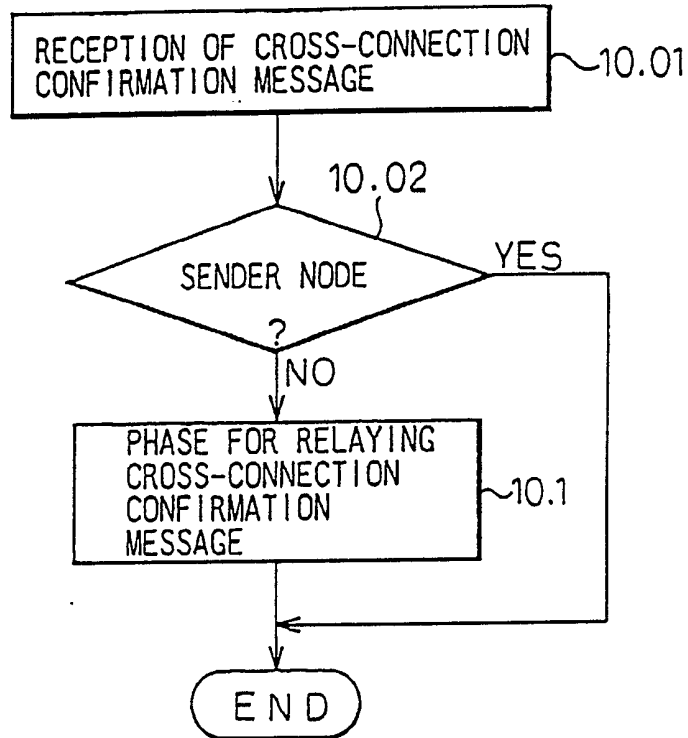 RECEPTION OF CROSS-CONNECTION
CONFIRMATION MESSAGE
10.01
10.02
SENDER NODE
?
YES
NO
PHASE FOR RELAYING
CROSS-CONNECTION
CONFIRMATION
MESSAGE
10.1
END